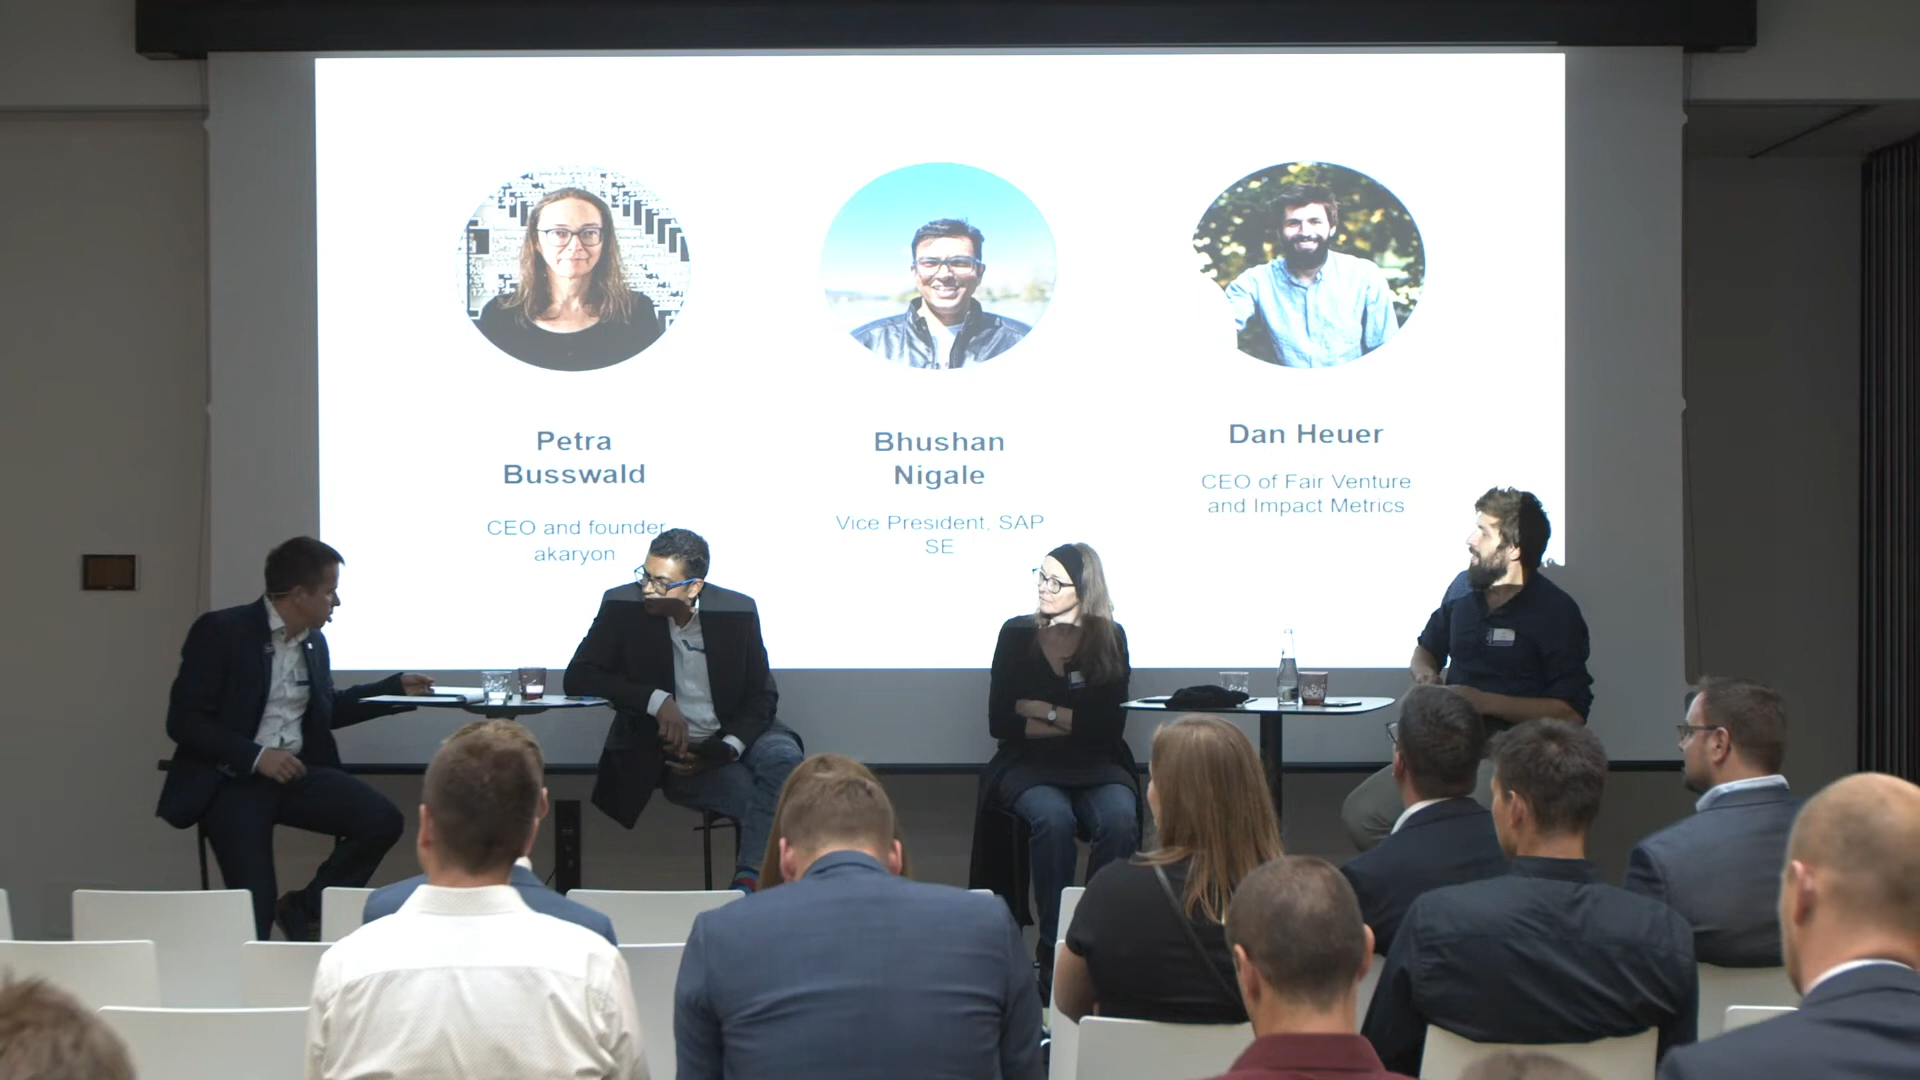 Petra
Busswald
CEO and founder
akaryon
Bhushan
Nigale
Vice President, SAP
SE
Dan Heuer
CEO of Fair Venture
and Impact Metrics